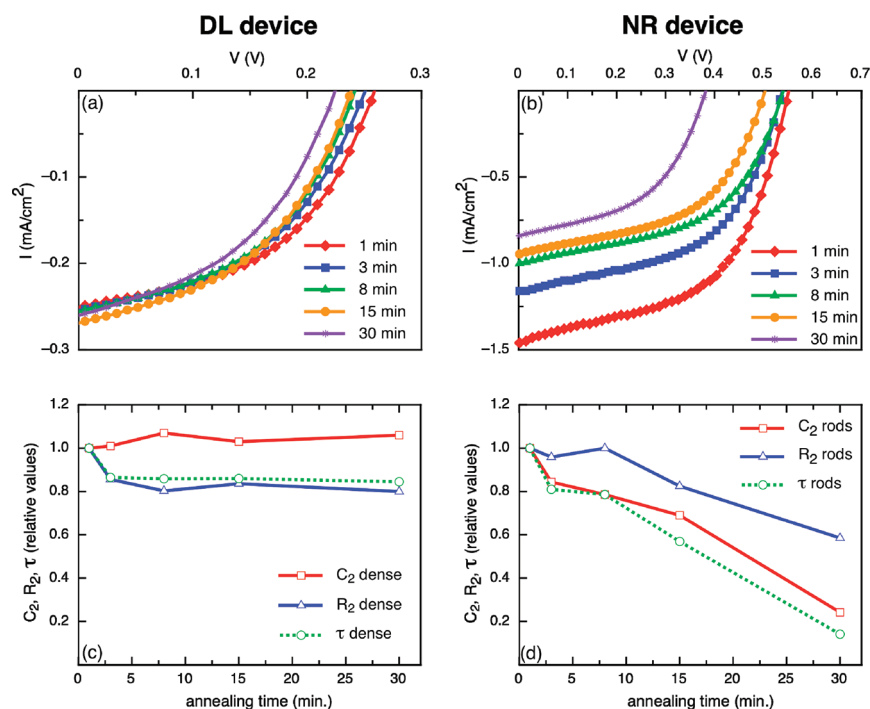 DL device
NR device
V (V)
0 0.1 0.2 0.3
V (V)
0 0.1 0.2 0.3 0.4 0.5 0.6 0.7
(a)
I (mA/cm²)
−0.1
−0.2
−0.3
1 min
3 min
8 min
15 min
30 min
(b)
I (mA/cm²)
−0.5
−1.0
−1.5
1 min
3 min
8 min
15 min
30 min
C₂, R₂, τ (relative values)
1.2
1.0
0.8
0.6
0.4
0.2
C₂ dense
R₂ dense
τ dense
(c)
0 5 10 15 20 25 30
annealing time (min.)
C₂, R₂, τ (relative values)
1.2
1.0
0.8
0.6
0.4
0.2
C₂ rods
R₂ rods
τ rods
(d)
0 5 10 15 20 25 30
annealing time (min.)